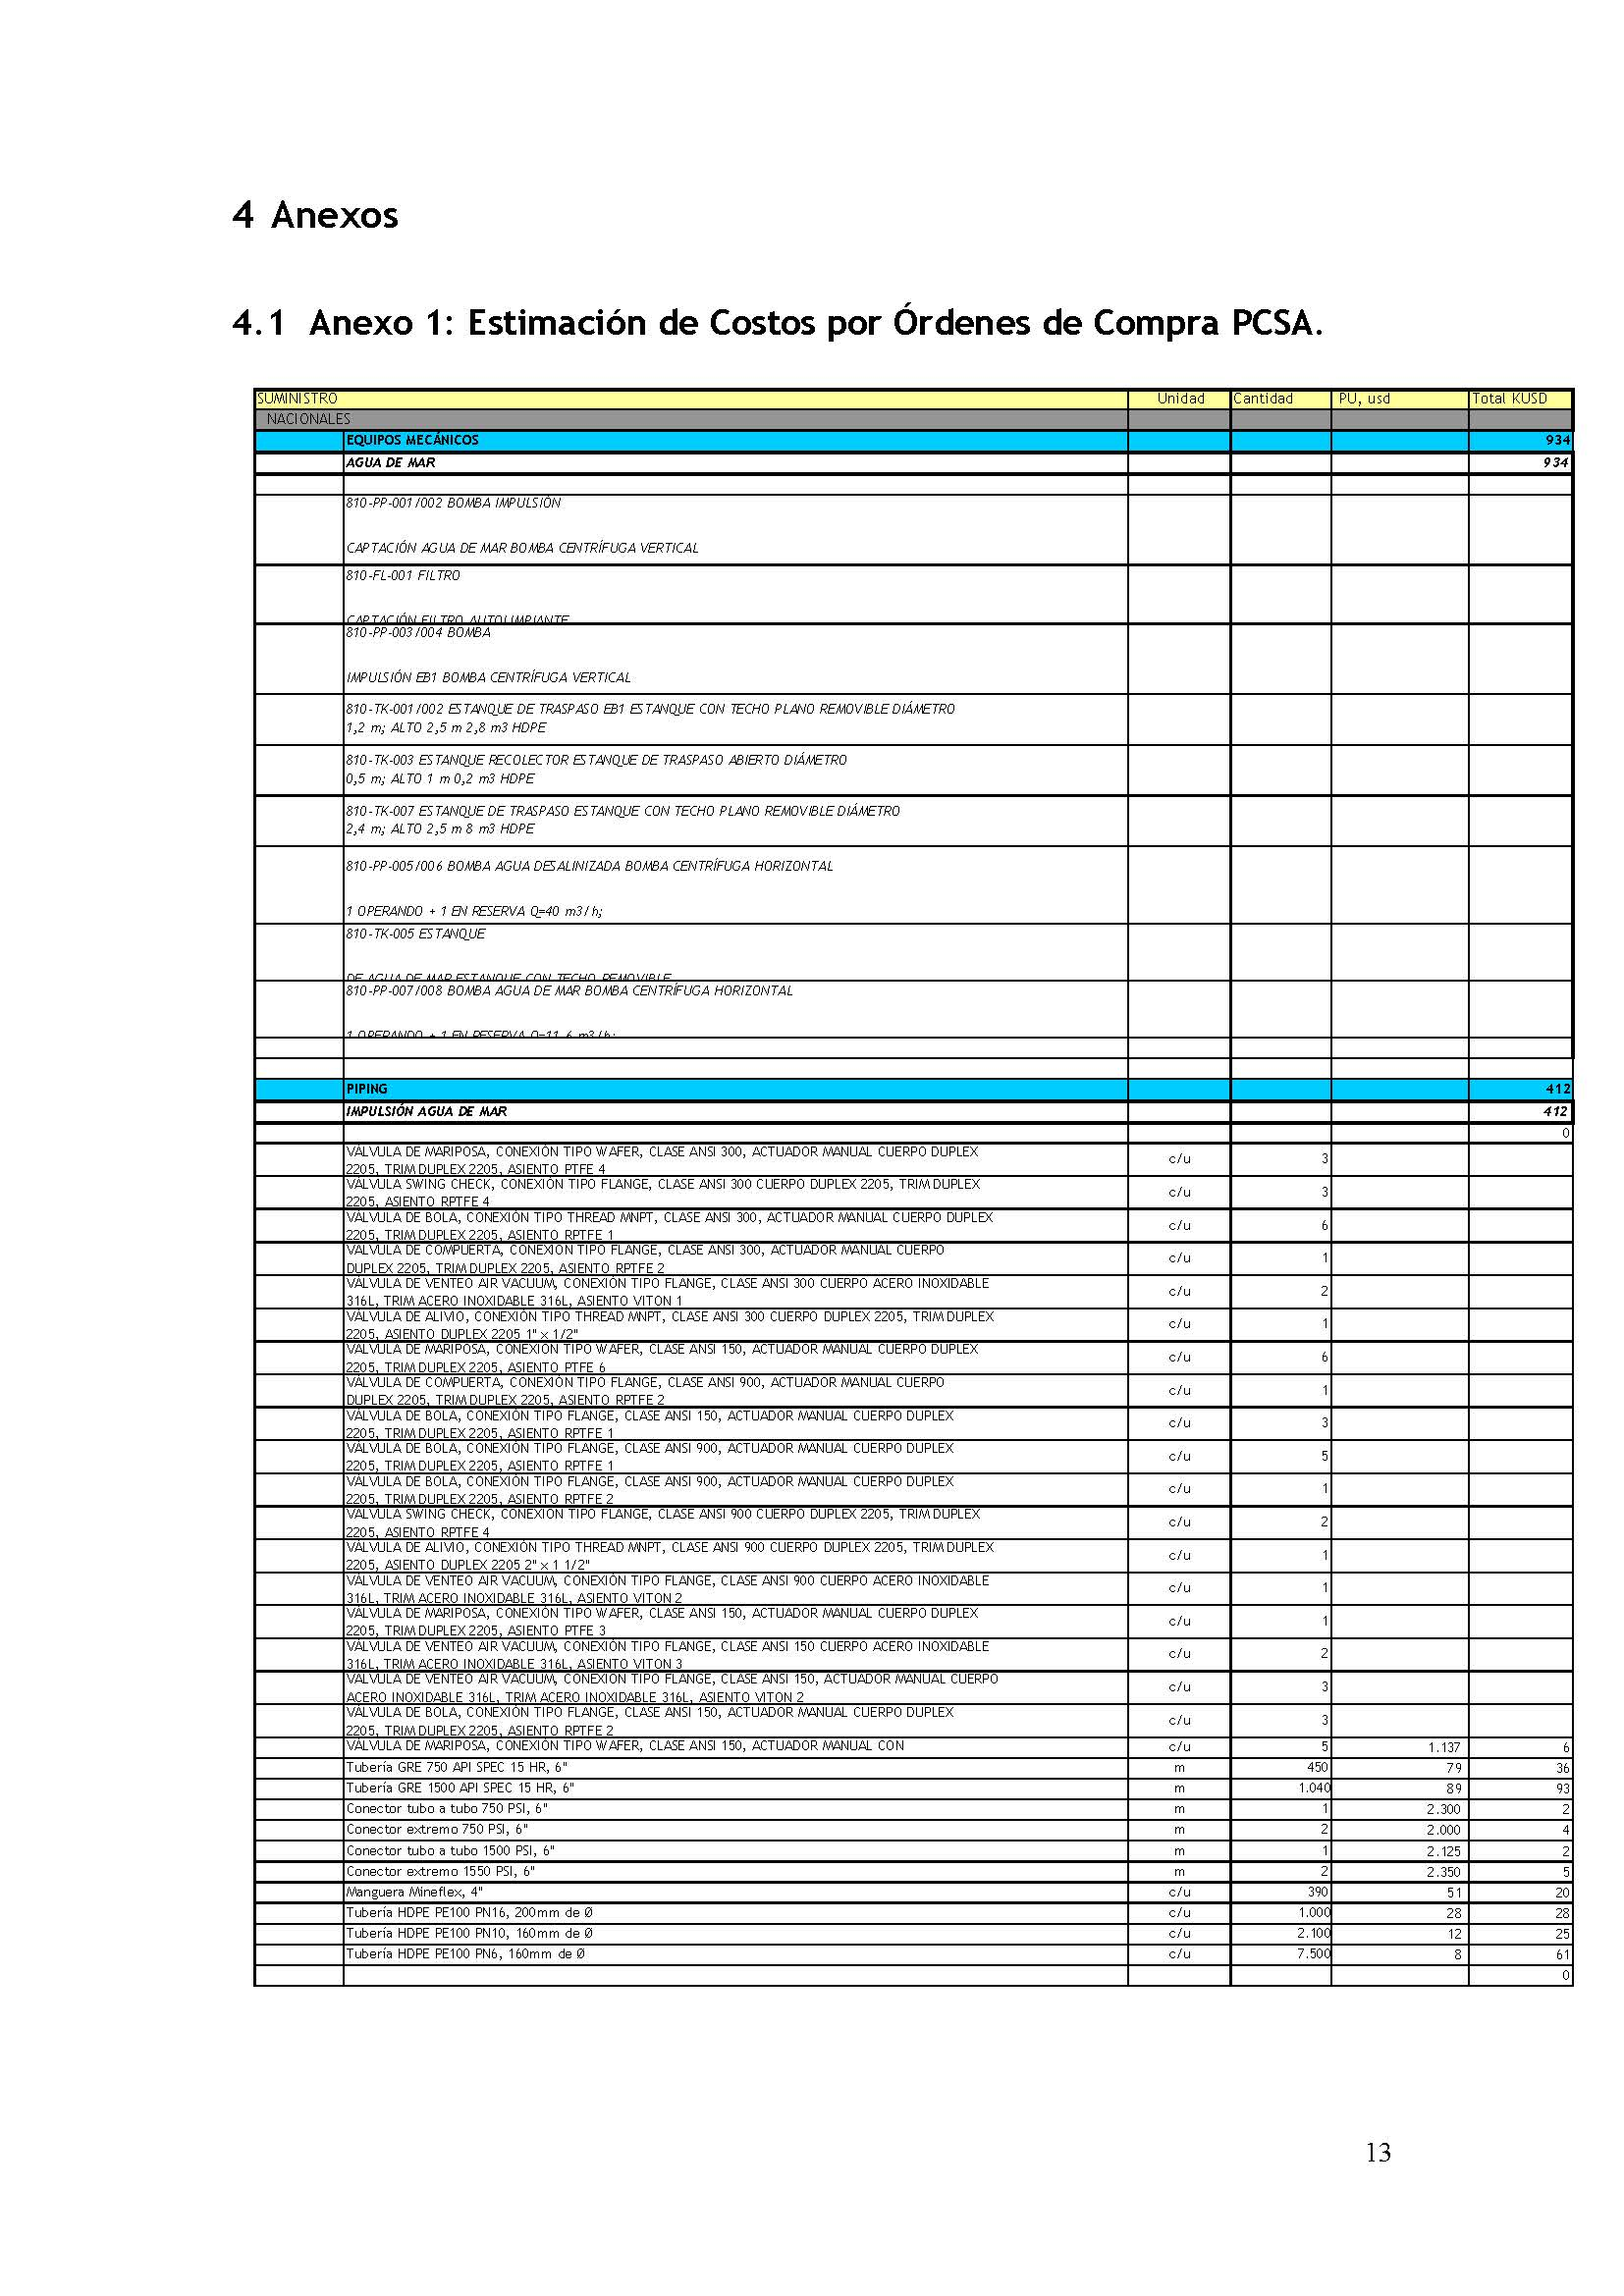 4 Anexos
4.1 Anexo 1: Estimación de Costos por Órdenes de Compra PCSA.
SUMINISTRO Unidad Cantidad PU, usd Total KUSD
NACIONALES
EQUIPOS MECÁNICOS 934
AGUA DE MAR 934
810-PP-001/002 BOMBA IMPULSIÓN
CAPTACIÓN AGUA DE MAR BOMBA CENTRÍFUGA VERTICAL
810-FL-001 FILTRO
CAPTACIÓN FILTRO AUTOLIMPIANTE
810-PP-003/004 BOMBA
IMPULSIÓN EB1 BOMBA CENTRÍFUGA VERTICAL
810-TK-001/002 ESTANQUE DE TRASPASO EB1 ESTANQUE CON TECHO PLANO REMOVIBLE DIÁMETRO
1,2 m; ALTO 2,5 m 2,8 m3 HDPE
810-TK-003 ESTANQUE RECOLECTOR ESTANQUE DE TRASPASO ABIERTO DIÁMETRO
0,5 m; ALTO 1 m 0,2 m3 HDPE
810-TK-007 ESTANQUE DE TRASPASO ESTANQUE CON TECHO PLANO REMOVIBLE DIÁMETRO
2,4 m; ALTO 2,5 m 8 m3 HDPE
810-PP-005/006 BOMBA AGUA DESALINIZADA BOMBA CENTRÍFUGA HORIZONTAL
1 OPERANDO + 1 EN RESERVA Q=40 m3/h;
810-TK-005 ESTANQUE
DE AGUA DE MAR ESTANQUE CON TECHO REMOVIBLE
810-PP-007/008 BOMBA AGUA DE MAR BOMBA CENTRÍFUGA HORIZONTAL
1 OPERANDO + 1 EN RESERVA Q=11,6 m3/h;
PIPING 412
IMPULSIÓN AGUA DE MAR 412
0
VÁLVULA DE MARIPOSA, CONEXIÓN TIPO WAFER, CLASE ANSI 300, ACTUADOR MANUAL CUERPO DUPLEX
2205, TRIM DUPLEX 2205, ASIENTO PTFE 4 c/u 3
VÁLVULA SWING CHECK, CONEXIÓN TIPO FLANGE, CLASE ANSI 300 CUERPO DUPLEX 2205, TRIM DUPLEX
2205, ASIENTO RPTFE 4 c/u 3
VÁLVULA DE BOLA, CONEXIÓN TIPO THREAD MNPT, CLASE ANSI 300, ACTUADOR MANUAL CUERPO DUPLEX
2205, TRIM DUPLEX 2205, ASIENTO RPTFE 1 c/u 6
VÁLVULA DE COMPUERTA, CONEXIÓN TIPO FLANGE, CLASE ANSI 300, ACTUADOR MANUAL CUERPO
DUPLEX 2205, TRIM DUPLEX 2205, ASIENTO RPTFE 2 c/u 1
VÁLVULA DE VENTEO AIR VACUUM, CONEXIÓN TIPO FLANGE, CLASE ANSI 300 CUERPO ACERO INOXIDABLE
316L, TRIM ACERO INOXIDABLE 316L, ASIENTO VITON 1 c/u 2
VÁLVULA DE ALIVIO, CONEXIÓN TIPO THREAD MNPT, CLASE ANSI 300 CUERPO DUPLEX 2205, TRIM DUPLEX
2205, ASIENTO DUPLEX 2205 1" x 1/2" c/u 1
VÁLVULA DE MARIPOSA, CONEXIÓN TIPO WAFER, CLASE ANSI 150, ACTUADOR MANUAL CUERPO DUPLEX
2205, TRIM DUPLEX 2205, ASIENTO PTFE 6 c/u 6
VÁLVULA DE COMPUERTA, CONEXIÓN TIPO FLANGE, CLASE ANSI 900, ACTUADOR MANUAL CUERPO
DUPLEX 2205, TRIM DUPLEX 2205, ASIENTO RPTFE 2 c/u 1
VÁLVULA DE BOLA, CONEXIÓN TIPO FLANGE, CLASE ANSI 150, ACTUADOR MANUAL CUERPO DUPLEX
2205, TRIM DUPLEX 2205, ASIENTO RPTFE 1 c/u 3
VÁLVULA DE BOLA, CONEXIÓN TIPO FLANGE, CLASE ANSI 900, ACTUADOR MANUAL CUERPO DUPLEX
2205, TRIM DUPLEX 2205, ASIENTO RPTFE 1 c/u 5
VÁLVULA DE BOLA, CONEXIÓN TIPO FLANGE, CLASE ANSI 900, ACTUADOR MANUAL CUERPO DUPLEX
2205, TRIM DUPLEX 2205, ASIENTO RPTFE 2 c/u 1
VÁLVULA SWING CHECK, CONEXIÓN TIPO FLANGE, CLASE ANSI 900 CUERPO DUPLEX 2205, TRIM DUPLEX
2205, ASIENTO RPTFE 4 c/u 2
VÁLVULA DE ALIVIO, CONEXIÓN TIPO THREAD MNPT, CLASE ANSI 900 CUERPO DUPLEX 2205, TRIM DUPLEX
2205, ASIENTO DUPLEX 2205 2" x 1 1/2" c/u 1
VÁLVULA DE VENTEO AIR VACUUM, CONEXIÓN TIPO FLANGE, CLASE ANSI 900 CUERPO ACERO INOXIDABLE
316L, TRIM ACERO INOXIDABLE 316L, ASIENTO VITON 2 c/u 1
VÁLVULA DE MARIPOSA, CONEXIÓN TIPO WAFER, CLASE ANSI 150, ACTUADOR MANUAL CUERPO DUPLEX
2205, TRIM DUPLEX 2205, ASIENTO PTFE 3 c/u 1
VÁLVULA DE VENTEO AIR VACUUM, CONEXIÓN TIPO FLANGE, CLASE ANSI 150 CUERPO ACERO INOXIDABLE
316L, TRIM ACERO INOXIDABLE 316L, ASIENTO VITON 3 c/u 2
VÁLVULA DE VENTEO AIR VACUUM, CONEXIÓN TIPO FLANGE, CLASE ANSI 150, ACTUADOR MANUAL CUERPO
ACERO INOXIDABLE 316L, TRIM ACERO INOXIDABLE 316L, ASIENTO VITON 2 c/u 3
VÁLVULA DE BOLA, CONEXIÓN TIPO FLANGE, CLASE ANSI 150, ACTUADOR MANUAL CUERPO DUPLEX
2205, TRIM DUPLEX 2205, ASIENTO RPTFE 2 c/u 3
VÁLVULA DE MARIPOSA, CONEXIÓN TIPO WAFER, CLASE ANSI 150, ACTUADOR MANUAL CON c/u 5 1.137 6
Tubería GRE 750 API SPEC 15 HR, 6" m 450 79 36
Tubería GRE 1500 API SPEC 15 HR, 6" m 1.040 89 93
Conector tubo a tubo 750 PSI, 6" m 1 2.300 2
Conector extremo 750 PSI, 6" m 2 2.000 4
Conector tubo a tubo 1500 PSI, 6" m 1 2.125 2
Conector extremo 1550 PSI, 6" m 2 2.350 5
Manguera Mineflex, 4" c/u 390 51 20
Tubería HDPE PE100 PN16, 200mm de Ø c/u 1.000 28 28
Tubería HDPE PE100 PN10, 160mm de Ø c/u 2.100 12 25
Tubería HDPE PE100 PN6, 160mm de Ø c/u 7.500 8 61
0
13